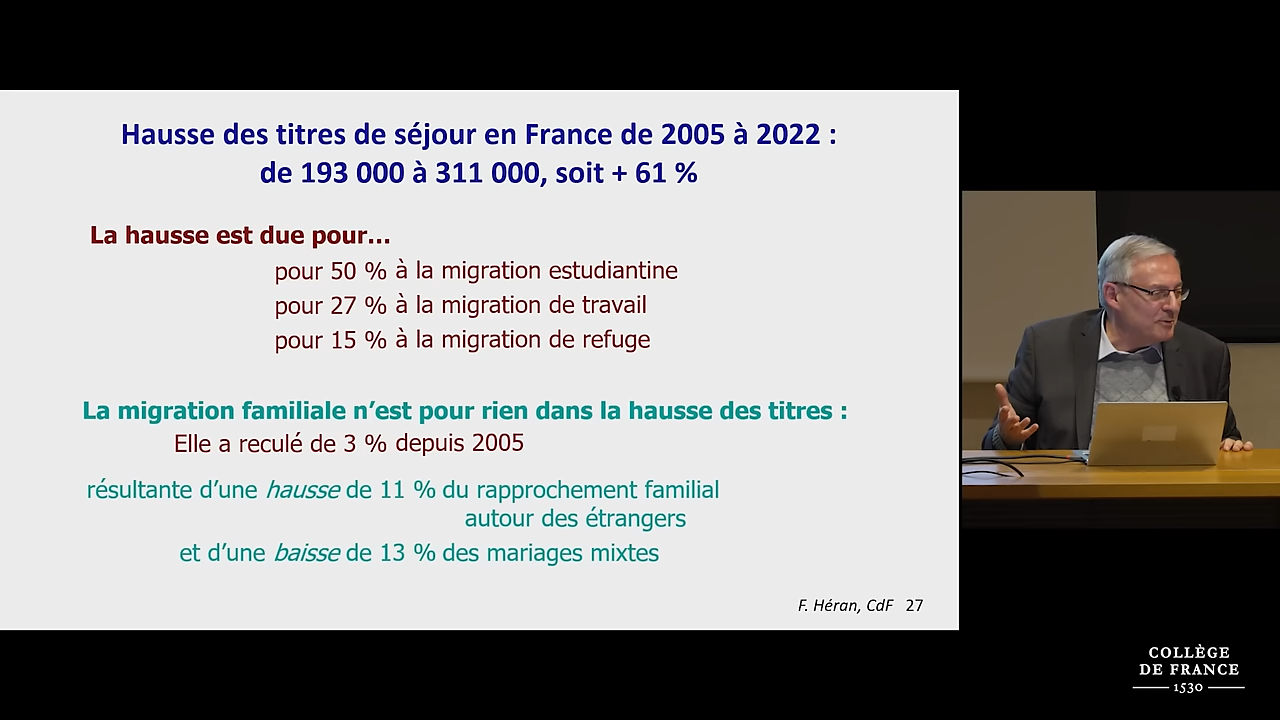 Hausse des titres de séjour en France de 2005 à 2022 :
de 193 000 à 311 000, soit + 61 %
La hausse est due pour...
pour 50 % à la migration estudiantine
pour 27 % à la migration de travail
pour 15 % à la migration de refuge
La migration familiale n’est pour rien dans la hausse des titres :
Elle a reculé de 3 % depuis 2005
résultante d’une hausse de 11 % du rapprochement familial
autour des étrangers
et d’une baisse de 13 % des mariages mixtes
F. Héran, CdF 27
COLLÈGE
DE FRANCE
1530